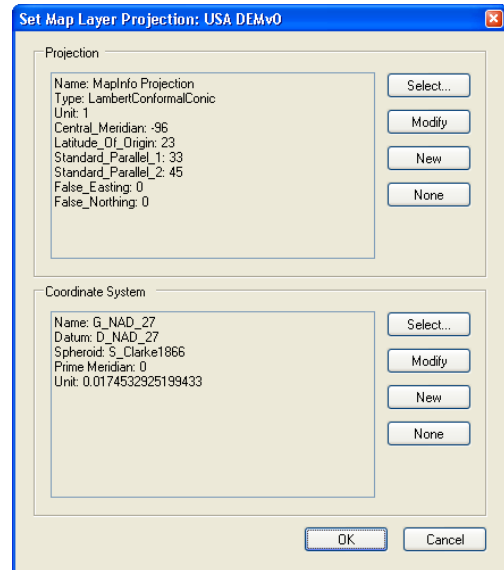 Set Map Layer Projection: USA DEMv0
Projection
Name: MapInfo Projection
Type: LambertConformalConic
Unit: 1
Central_Meridian: -96
Latitude_Of_Origin: 23
Standard_Parallel_1: 33
Standard_Parallel_2: 45
False_Easting: 0
False_Northing: 0
Select...
Modify
New
None
Coordinate System
Name: G_NAD_27
Datum: D_NAD_27
Spheroid: S_Clarke1866
Prime Meridian: 0
Unit: 0.0174532925199433
Select...
Modify
New
None
OK
Cancel